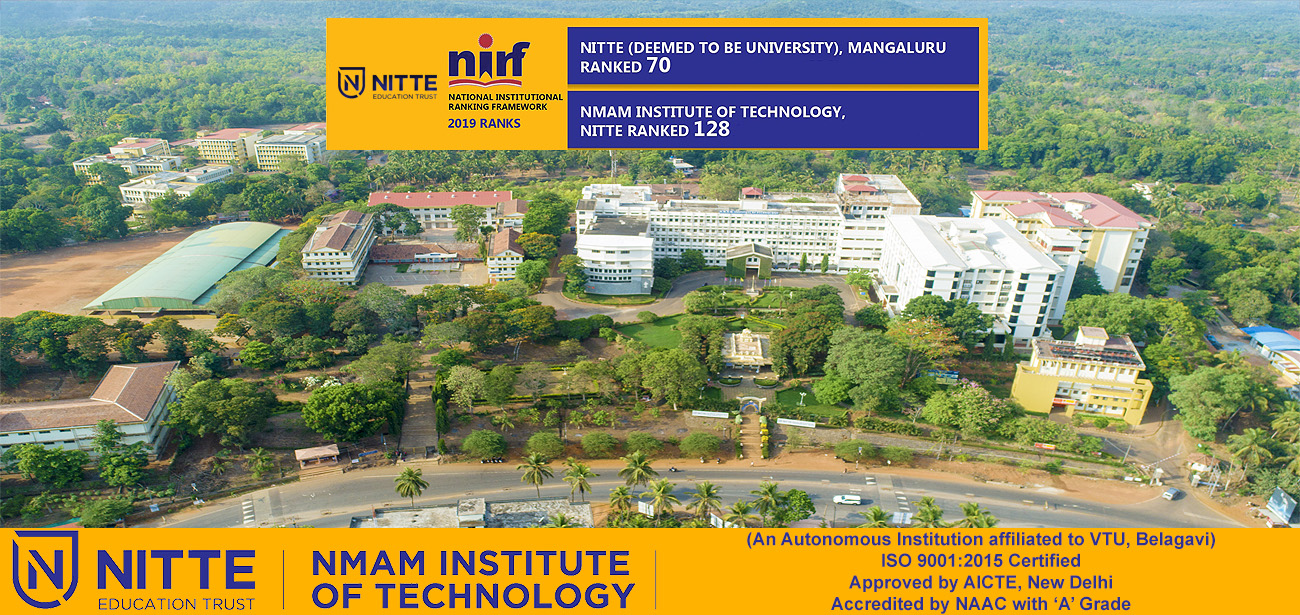 NITTE
EDUCATION TRUST
nirf
NATIONAL INSTITUTIONAL
RANKING FRAMEWORK
2019 RANKS
NITTE (DEEMED TO BE UNIVERSITY), MANGALURU
RANKED 70
NMAM INSTITUTE OF TECHNOLOGY,
NITTE RANKED 128
NITTE
EDUCATION TRUST
NMAM INSTITUTE
OF TECHNOLOGY
(An Autonomous Institution affiliated to VTU, Belagavi)
ISO 9001:2015 Certified
Approved by AICTE, New Delhi
Accredited by NAAC with ‘A’ Grade